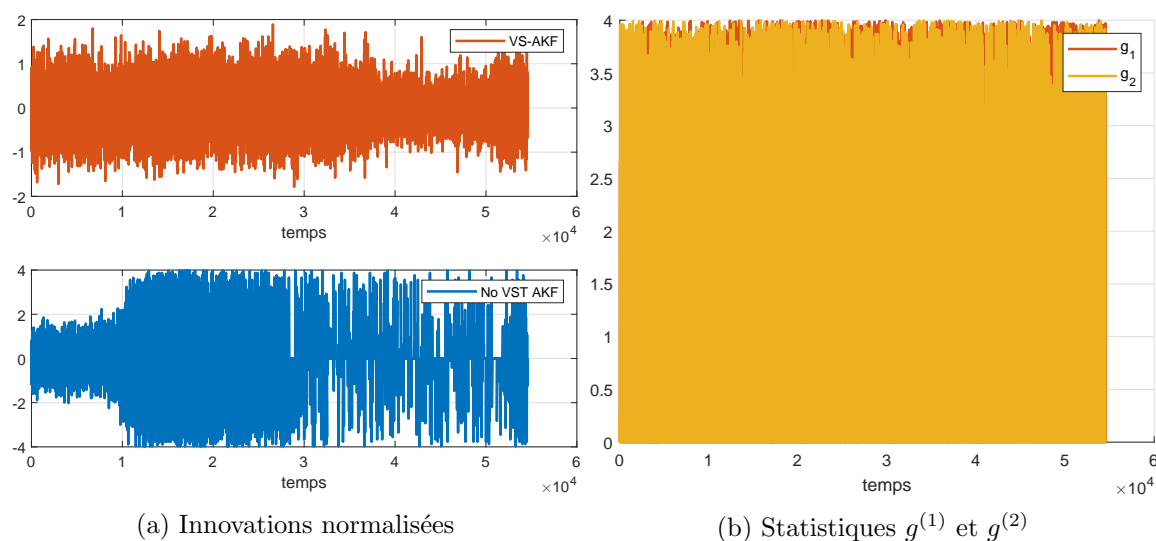 2
1
0
-1
-2
VS-AKF
0 1 2 3 4 5 6
temps
×10^4
4
2
0
-2
-4
No VST AKF
0 1 2 3 4 5 6
temps
×10^4
(a) Innovations normalisées
4
3.5
3
2.5
2
1.5
1
0.5
0
g_1
g_2
0 1 2 3 4 5 6
temps
×10^4
(b) Statistiques g^(1) et g^(2)